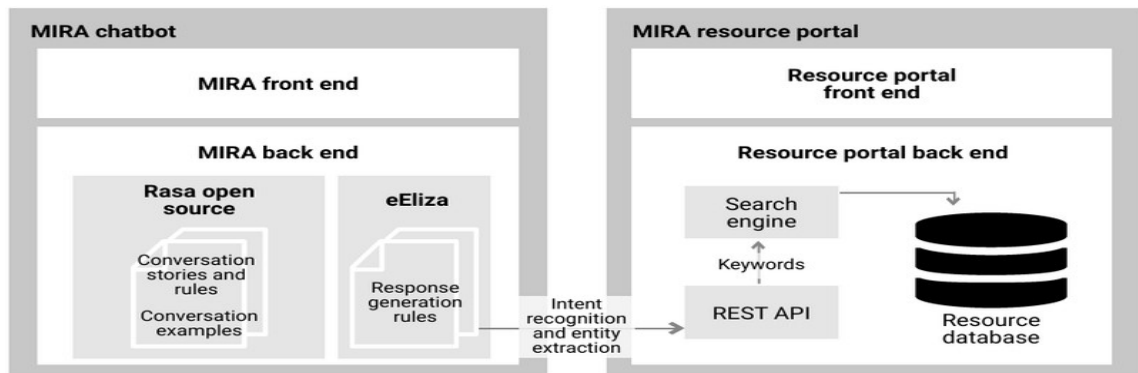 MIRA chatbot
MIRA front end
MIRA back end
Rasa open
source
Conversation
stories and
rules
Conversation
examples
eEliza
Response
generation
rules
Intent
recognition
and entity
extraction
MIRA resource portal
Resource portal
front end
Resource portal back end
Search
engine
Keywords
REST API
Resource
database